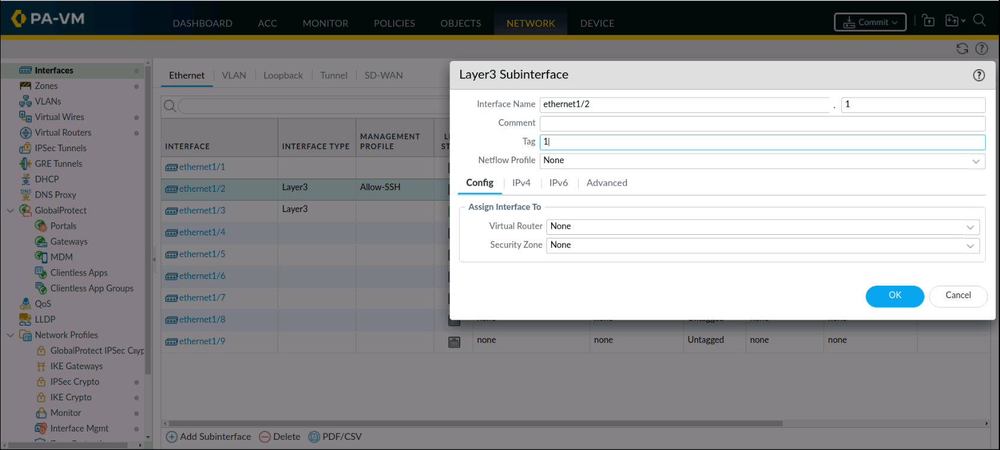 PA-VM
DASHBOARD ACC MONITOR POLICIES OBJECTS NETWORK DEVICE
Commit
Interfaces
Zones
VLANs
Virtual Wires
Virtual Routers
IPSec Tunnels
GRE Tunnels
DHCP
DNS Proxy
GlobalProtect
Portals
Gateways
MDM
Clientless Apps
Clientless App Groups
QoS
LLDP
Network Profiles
GlobalProtect IPSec Cryp
IKE Gateways
IPSec Crypto
IKE Crypto
Monitor
Interface Mgmt
Ethernet VLAN Loopback Tunnel SD-WAN
INTERFACE INTERFACE TYPE MANAGEMENT PROFILE LI ST
ethernet1/1
ethernet1/2 Layer3 Allow-SSH
ethernet1/3 Layer3
ethernet1/4
ethernet1/5
ethernet1/6
ethernet1/7
ethernet1/8 none none Untagged none none
ethernet1/9 none none Untagged none none
Add Subinterface Delete PDF/CSV
Layer3 Subinterface
Interface Name ethernet1/2 . 1
Comment
Tag 1
Netflow Profile None
Config IPv4 IPv6 Advanced
Assign Interface To
Virtual Router None
Security Zone None
OK Cancel